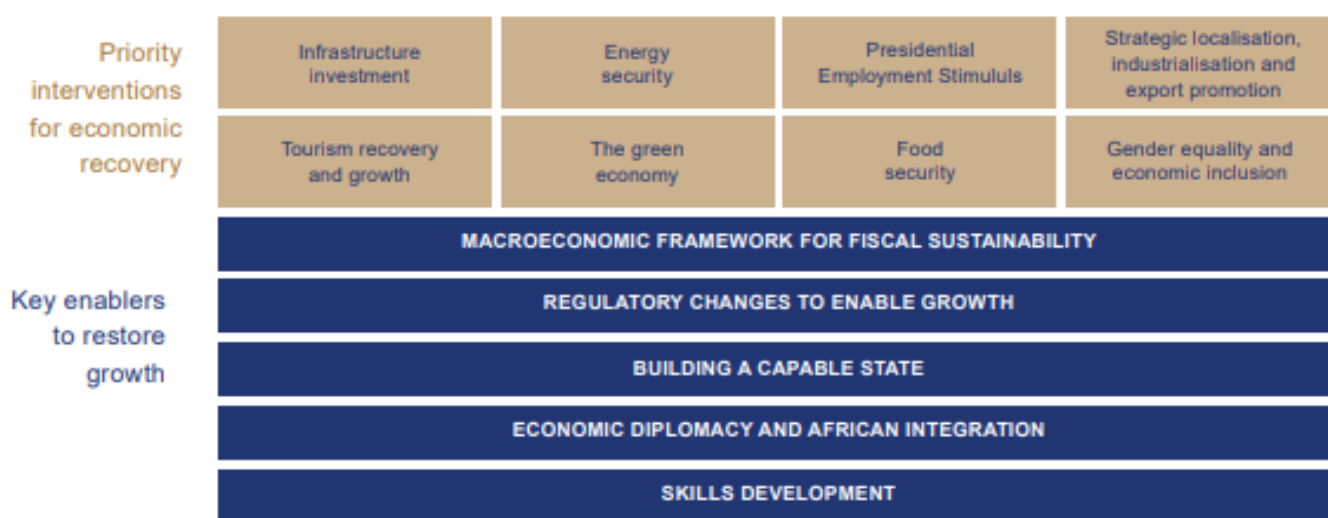 Priority
interventions
for economic
recovery
Infrastructure
investment
Energy
security
Presidential
Employment Stimululs
Strategic localisation,
industrialisation and
export promotion
Tourism recovery
and growth
The green
economy
Food
security
Gender equality and
economic inclusion
Key enablers
to restore
growth
MACROECONOMIC FRAMEWORK FOR FISCAL SUSTAINABILITY
REGULATORY CHANGES TO ENABLE GROWTH
BUILDING A CAPABLE STATE
ECONOMIC DIPLOMACY AND AFRICAN INTEGRATION
SKILLS DEVELOPMENT